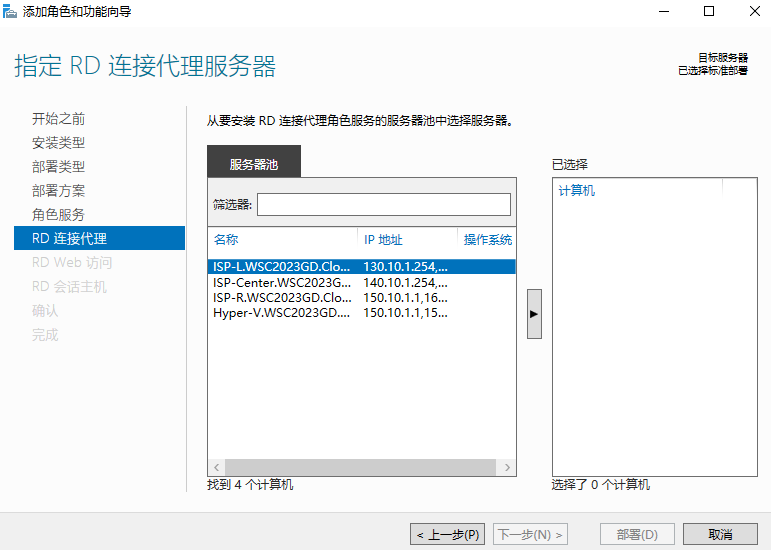 添加角色和功能向导
指定 RD 连接代理服务器
目标服务器
已选择标准部署
开始之前
安装类型
部署类型
部署方案
角色服务
RD 连接代理
RD Web 访问
RD 会话主机
确认
完成
从要安装 RD 连接代理角色服务的服务器池中选择服务器。
服务器池
筛选器:
名称 IP 地址 操作系统
ISP-L.WSC2023GD.Clo... 130.10.1.254,...
ISP-Center.WSC2023G... 140.10.1.254,...
ISP-R.WSC2023GD.Clo... 150.10.1.1,16...
Hyper-V.WSC2023GD.... 150.10.1.1,15...
找到 4 个计算机
已选择
计算机
选择了 0 个计算机
< 上一步(P) 下一步(N) > 部署(D) 取消